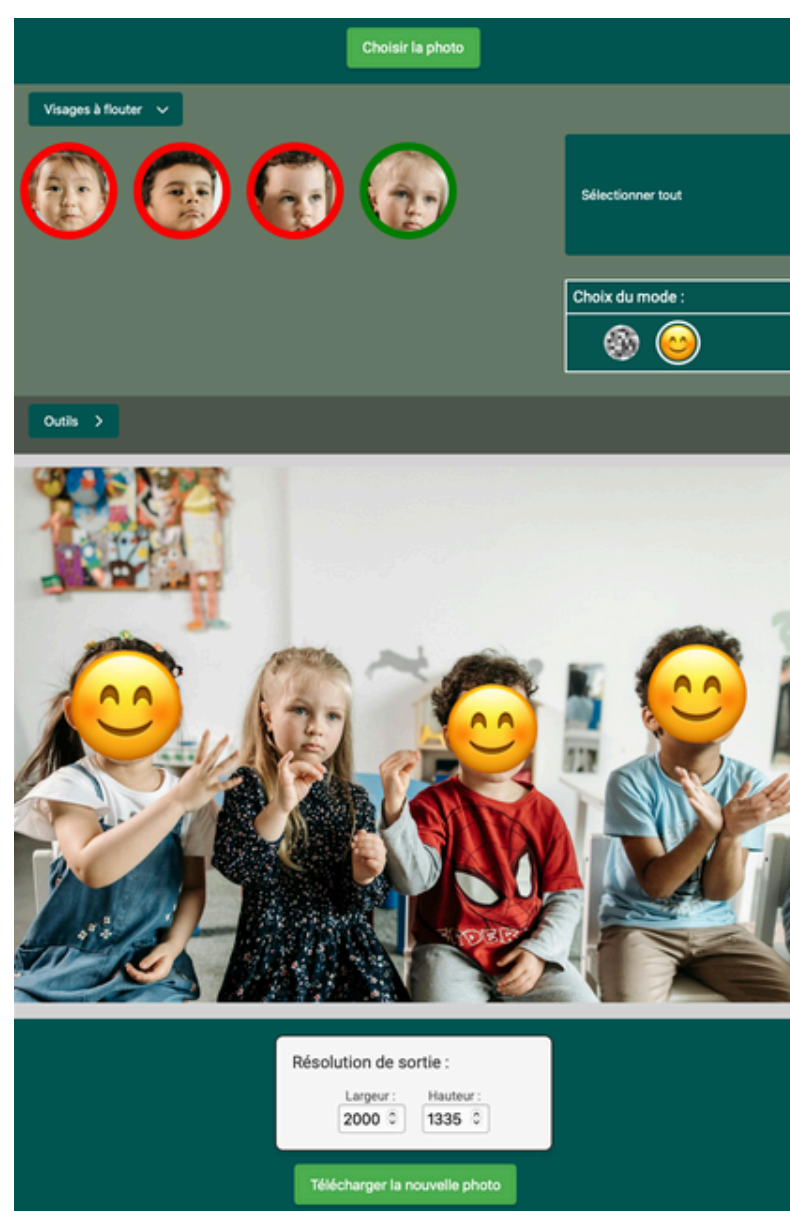 Choisir la photo
Visages à flouter
Sélectionner tout
Choix du mode :
Outils
Résolution de sortie :
Largeur : Hauteur :
2000 1335
Télécharger la nouvelle photo